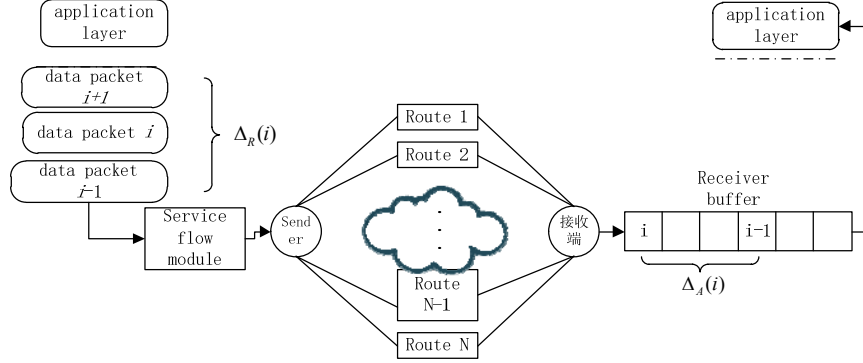 application
layer
data packet
i+1
data packet i
data packet
i-1
Δ_R(i)
Service
flow
module
Send
er
Route 1
Route 2
Route
N-1
Route N
接收
端
application
layer
Receiver
buffer
i
i-1
Δ_A(i)